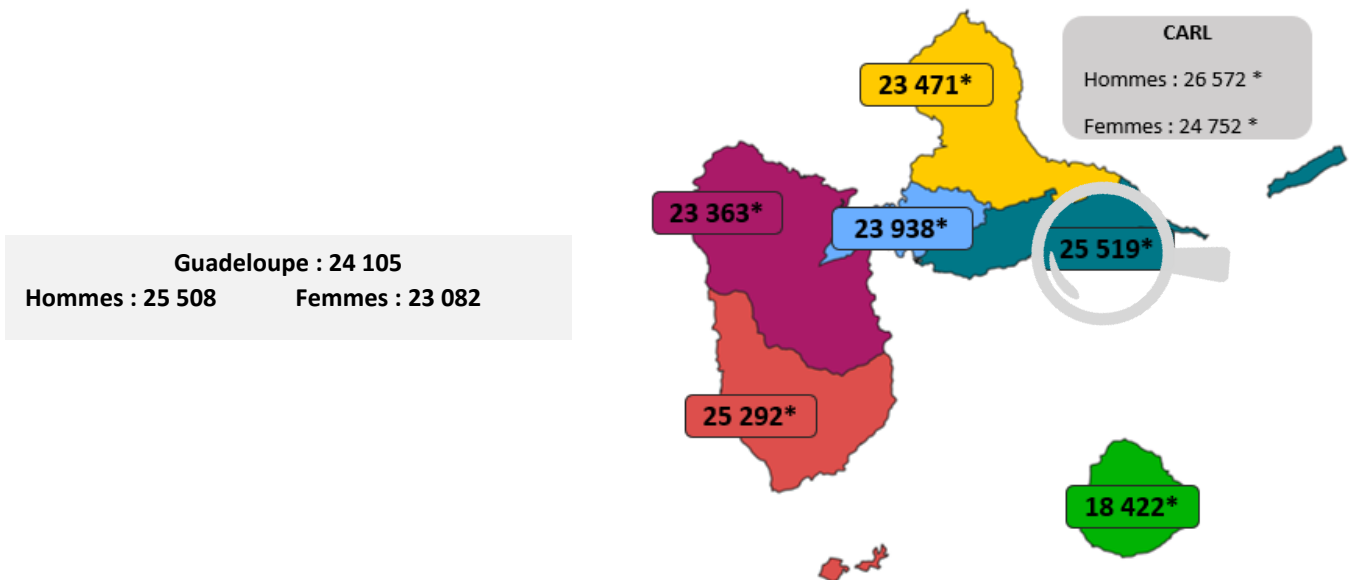 CARL
Hommes : 26 572 *
Femmes : 24 752 *
23 471*
23 363*
23 938*
25 519*
Guadeloupe : 24 105
Hommes : 25 508 Femmes : 23 082
25 292*
18 422*